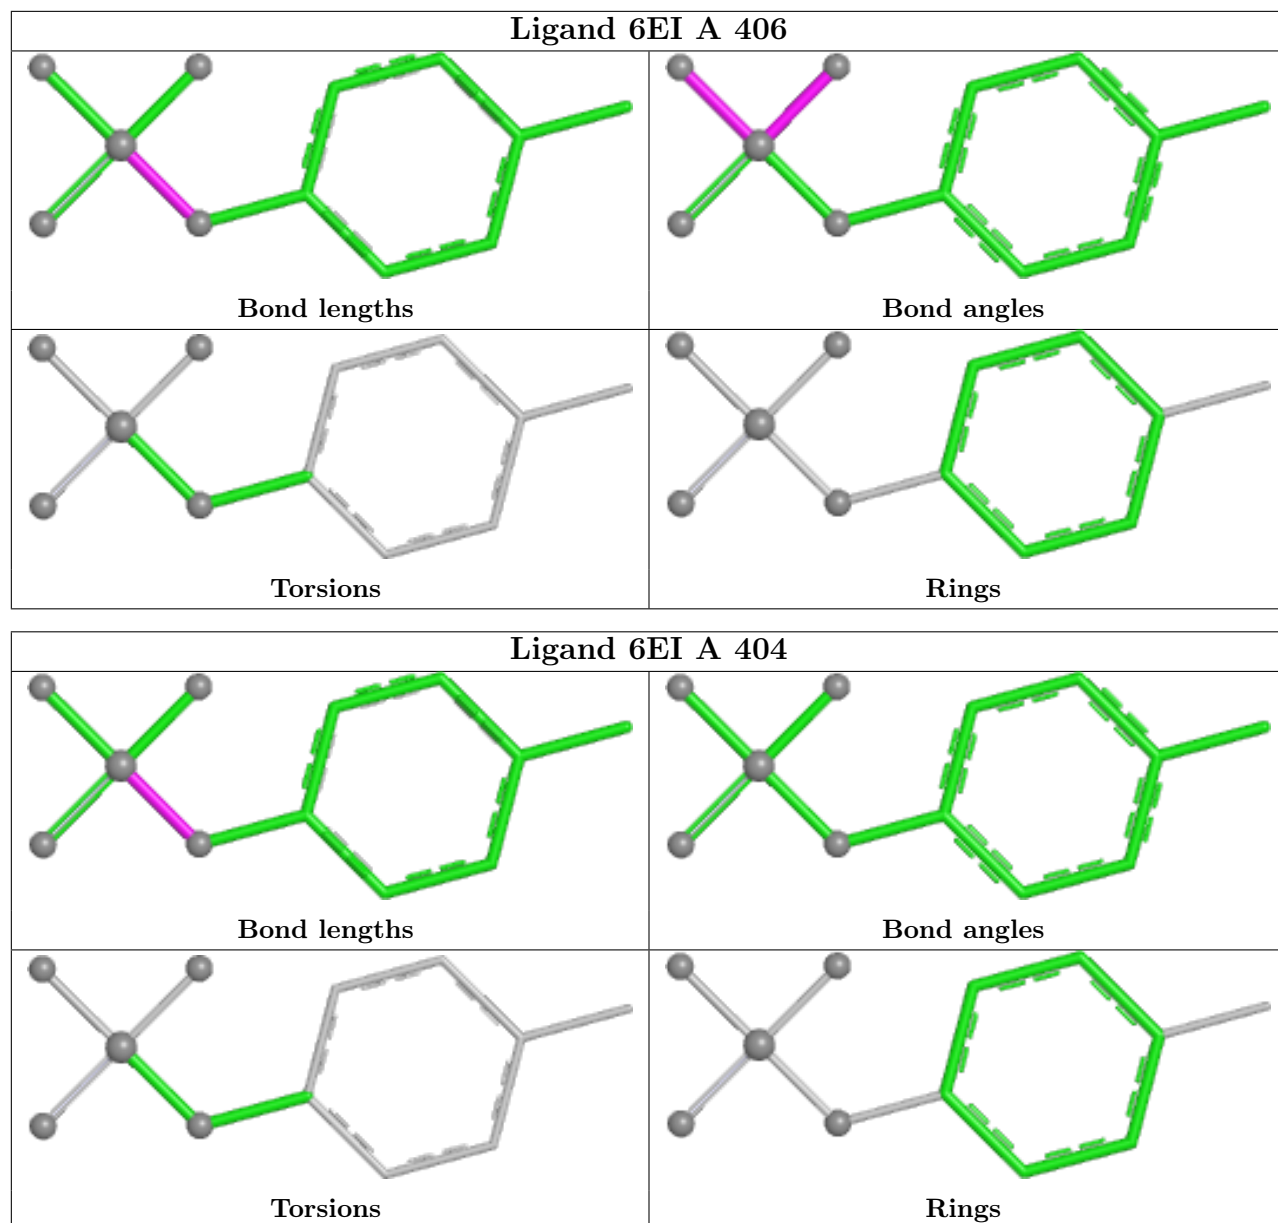 Ligand 6EI A 406
Bond lengths
Bond angles
Torsions
Rings
Ligand 6EI A 404
Bond lengths
Bond angles
Torsions
Rings